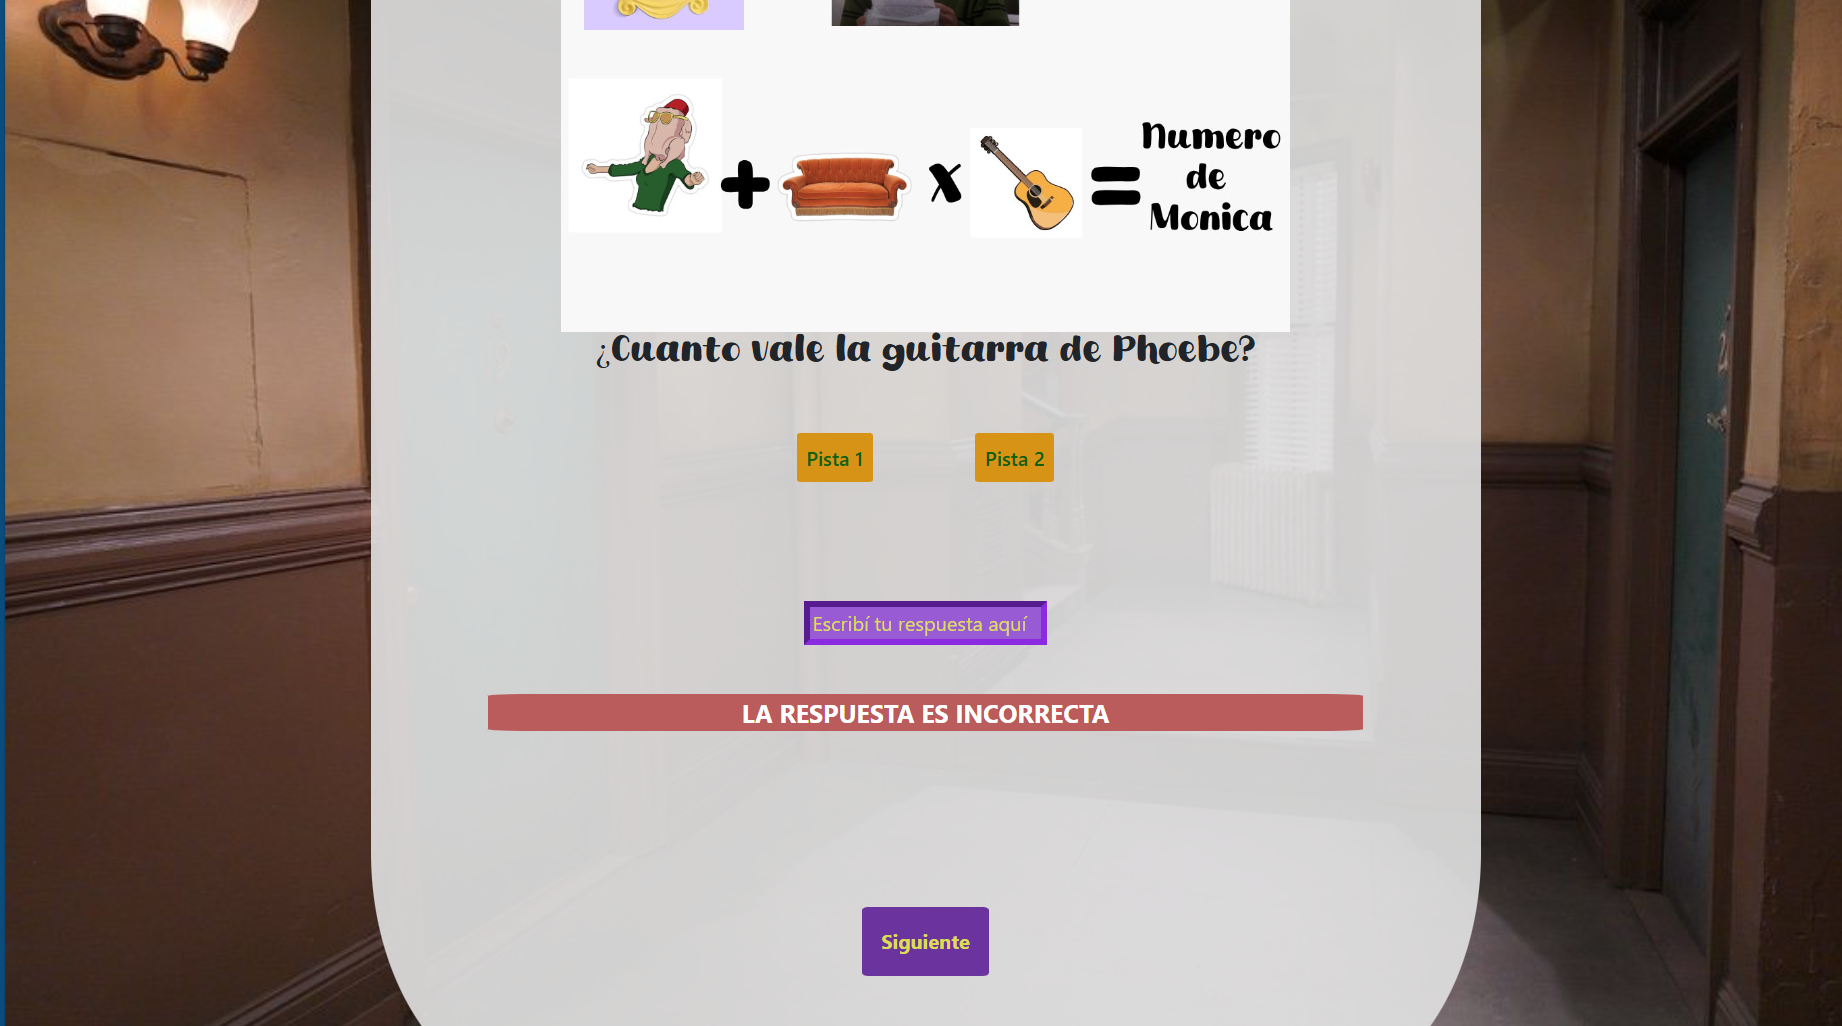 + x = Numero
de
Monica
¿Cuanto vale la guitarra de Phoebe?
Pista 1
Pista 2
Escribí tu respuesta aquí
LA RESPUESTA ES INCORRECTA
Siguiente